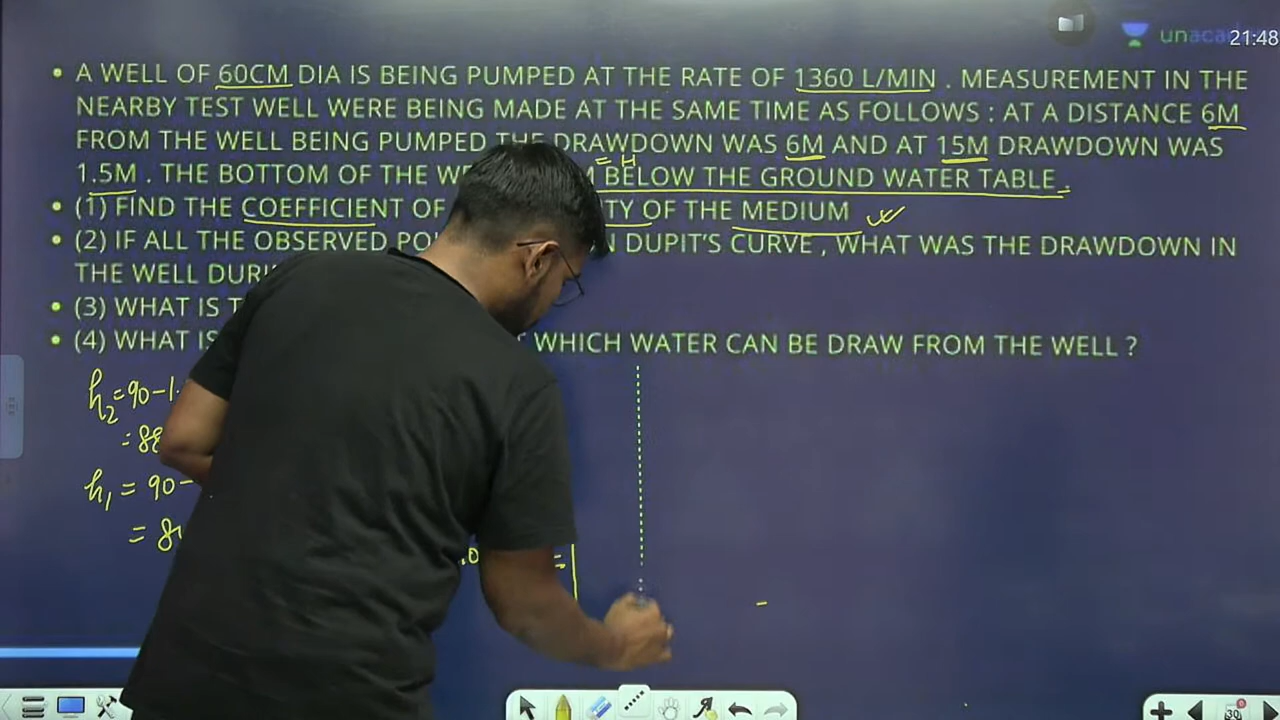 unaca
21:48
• A WELL OF 60CM DIA IS BEING PUMPED AT THE RATE OF 1360 L/MIN . MEASUREMENT IN THE
NEARBY TEST WELL WERE BEING MADE AT THE SAME TIME AS FOLLOWS : AT A DISTANCE 6M
FROM THE WELL BEING PUMPED THE DRAWDOWN WAS 6M AND AT 15M DRAWDOWN WAS
= H
1.5M . THE BOTTOM OF THE WE M BELOW THE GROUND WATER TABLE .
• (1) FIND THE COEFFICIENT OF TY OF THE MEDIUM
• (2) IF ALL THE OBSERVED PO N DUPIT'S CURVE , WHAT WAS THE DRAWDOWN IN
THE WELL DURI
• (3) WHAT IS T
• (4) WHAT IS WHICH WATER CAN BE DRAW FROM THE WELL ?
h₂ = 90 - 1.
= 88
h₁ = 90 -
= 84
.0 =
30